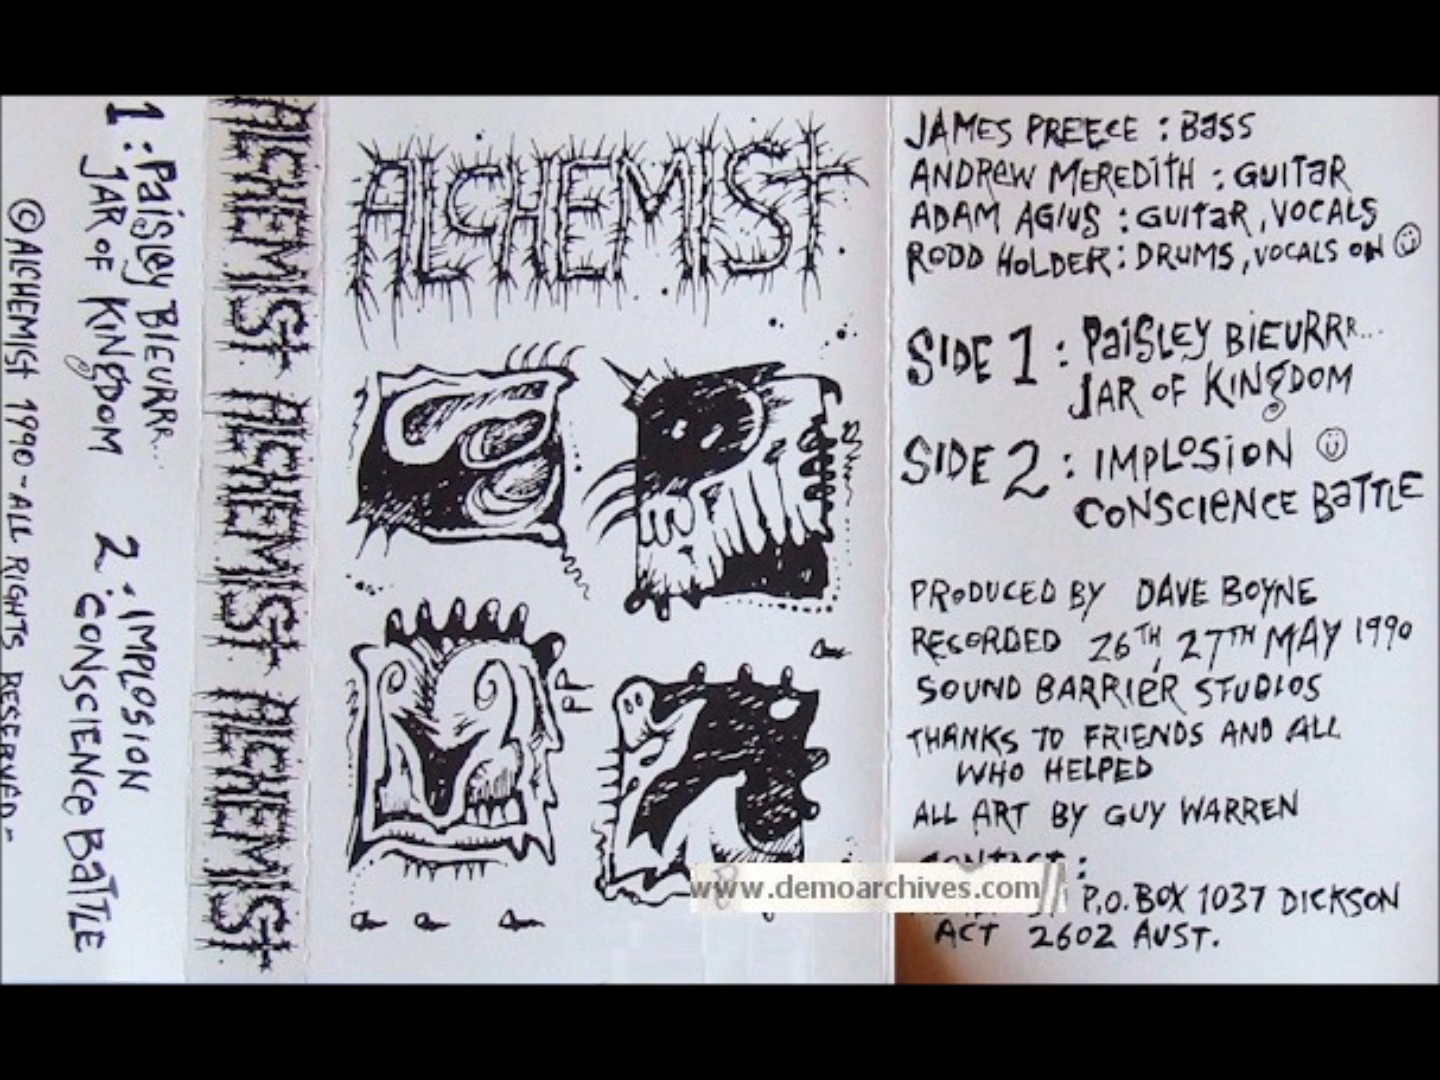 1: Paisley Bieurrr...
Jar of Kingdom
2: Implosion
Conscience Battle
© Alchemist 1990 - All Rights Reserved -
Alchemist Alchemist Alchemist
Alchemist
James Preece : Bass
Andrew Meredith : Guitar
Adam Agius : Guitar, Vocals
Rodd Holder : Drums, Vocals on ☺
Side 1 : Paisley Bieurrr...
Jar of Kingdom
Side 2 : Implosion ☺
Conscience Battle
Produced by Dave Boyne
Recorded 26th, 27th May 1990
Sound Barrier Studios
Thanks to friends and all
who helped
All art by Guy Warren
Contact :
P.O. Box 1037 Dickson
ACT 2602 Aust.
www.demoarchives.com